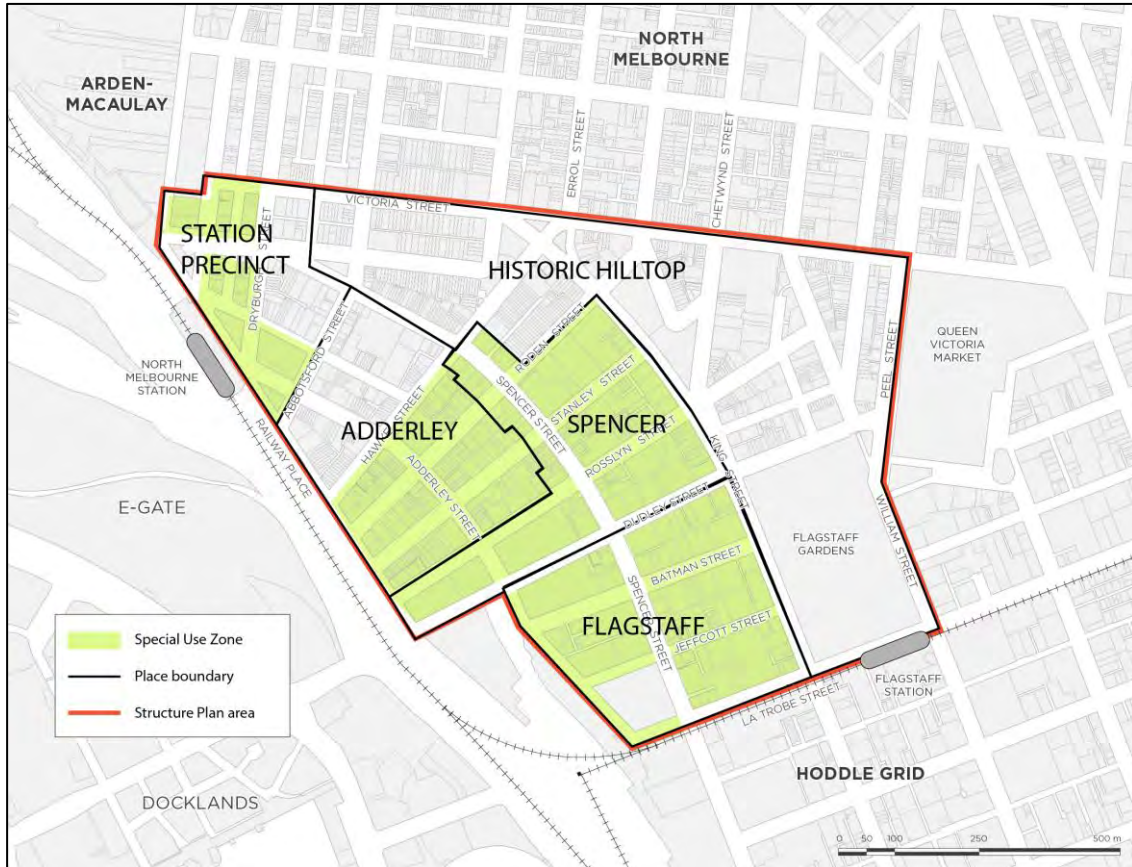 NORTH
MELBOURNE
ARDEN-
MACAULAY
ERROL STREET
CHETWYND STREET
VICTORIA STREET
STATION
PRECINCT
DRYBURGH STREET
HISTORIC HILLTOP
QUEEN
VICTORIA
MARKET
PEEL STREET
NORTH
MELBOURNE
STATION
ABBOTSFORD STREET
RODEN STREET
SPENCER STREET
STANLEY STREET
HAWKE STREET
ADDERLEY
SPENCER
ROSSLYN STREET
KING STREET
RAILWAY PLACE
ADDERLEY STREET
DUDLEY STREET
WILLIAM STREET
E-GATE
FLAGSTAFF
GARDENS
BATMAN STREET
SPENCER STREET
FLAGSTAFF
JEFFCOTT STREET
Special Use Zone
Place boundary
Structure Plan area
FLAGSTAFF
STATION
LA TROBE STREET
HODDLE GRID
DOCKLANDS
0 50 100 250 500 m